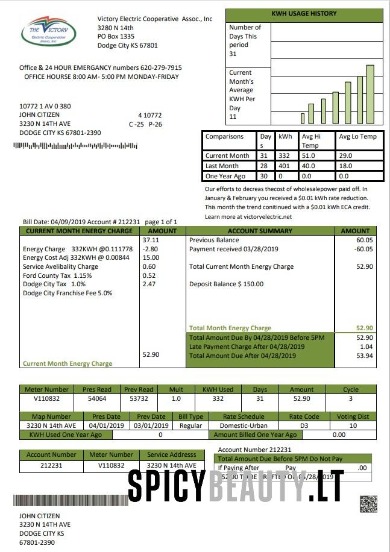 THE VICTORY
Victory Electric Cooperative Assoc., Inc
3280 N 14th
PO Box 1335
Dodge City KS 67801
Office & 24 HOUR EMERGANCY numbers 620-279-7915
OFFICE HOURSE 8:00 AM- 5:00 PM MONDAY-FRIDAY
KWH USAGE HISTORY
Number of
Days This
period
31
Current
Month's
Average
KWH Per
Day
11
10772 1 AV 0 380
JOHN CITIZEN 4 10772
3230 N 14TH AVE C -25 P-26
DODGE CITY KS 67801-2390
Comparisons Day s kWh Avg Hi Temp Avg Lo Temp
Current Month 31 332 51.0 29.0
Last Month 28 401 40.0 18.0
One Year Ago 30 0 0.0 0.0
Our efforts to decreas thecost of wholesalepower paid off. In
January & February you received $0.01 kWh rate reduction.
This month the trend continued with a $0.01 kWh ECA credit.
Learn more at victorvelectric.net
Bill Date: 04/09/2019 Account # 212231 page 1 of 1
CURRENT MONTH ENERGY CHARGE AMOUNT ACCOUNT SUMMARY AMOUNT
37.11 Previous Balance 60.05
Energy Charge 332KWH @0.111778 -2.80 Payment received 03/28/2019 -60.05
Energy Cost Adj 332KWH @ 0.00844 15.00
Service Avelibality Charge 0.60 Total Current Month Charge 52.90
Ford County Tax 1.15% 0.52
Dodge City Tax 1.0% 2.47 Deposit Balance $ 150.00
Dodge City Franchise Fee 5.0%
Total Month Energy Charge 52.90
Total Amount Due By 04/28/2019 Before 5PM 52.90
Late Payment Charge After 04/28/2019 1.04
52.90 Total Amount Due After 04/28/2019 53.94
Current Month Energy Charge
Meter Number Pres Read Prev Read Mult KWH Used Days Amount Cycle
V110832 54064 53732 1.0 332 31 52.90 3
Map Number Pres Date Prev Date Bill Type Rate Schedule Rate Code Voting Dist
3230 N 14TH AVE 04/01/2019 03/01/2019 Regular Domestic-Urban D3 10
KWH Used One Year Ago 0 Amount Billed One Year Ago 0.00
Account Number Meter Number Service Addresss
212231 V110832 3230 N 14th AVE
Account Number 212231
Total Amount Due Before 5PM Do Not Pay
If Paying After Pay .00
SPICYBEAUTY.LT
JOHN CITIZEN
3230 N 14TH AVE
DODGE CITY KS
67801-2390